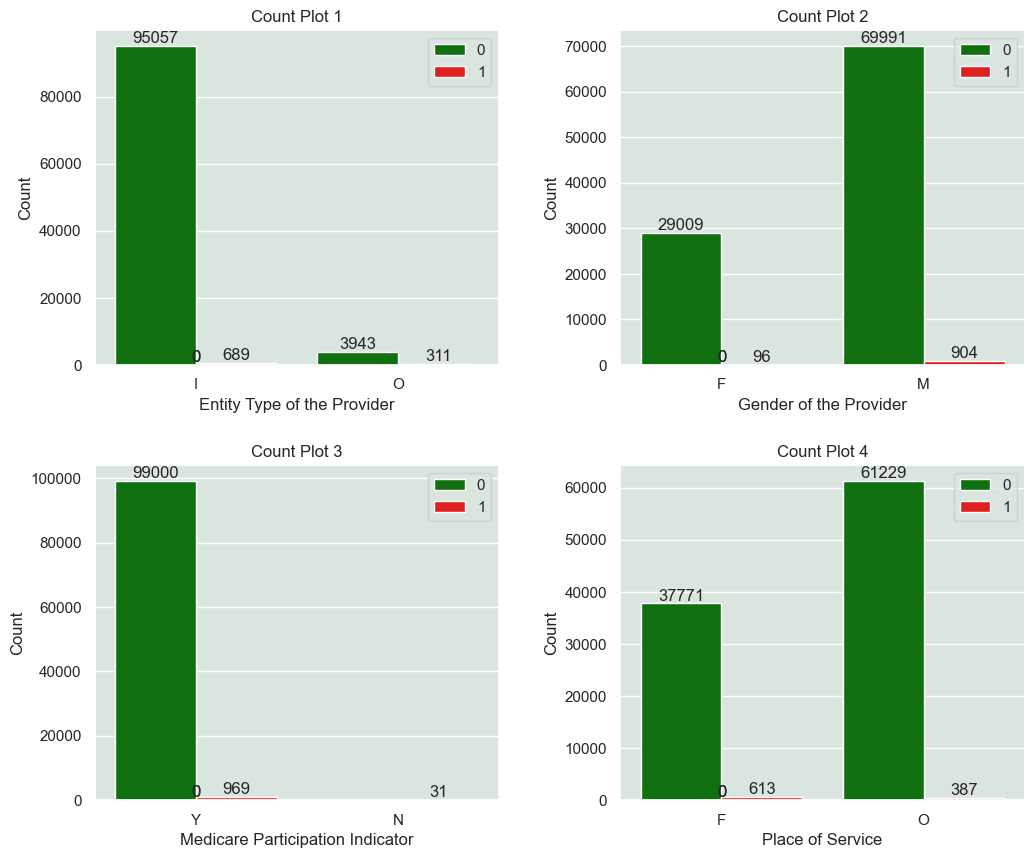 Count Plot 1
95057
0
1
80000
60000
Count
40000
20000
3943
0
0
0
689
311
I
O
Entity Type of the Provider
Count Plot 2
70000
69991
0
1
60000
50000
Count
40000
30000
29009
20000
10000
0
0
0
96
904
F
M
Gender of the Provider
Count Plot 3
100000
99000
0
1
80000
60000
Count
40000
20000
0
0
0
969
31
Y
N
Medicare Participation Indicator
Count Plot 4
61229
0
1
60000
50000
Count
40000
37771
30000
20000
10000
0
0
0
613
387
F
O
Place of Service